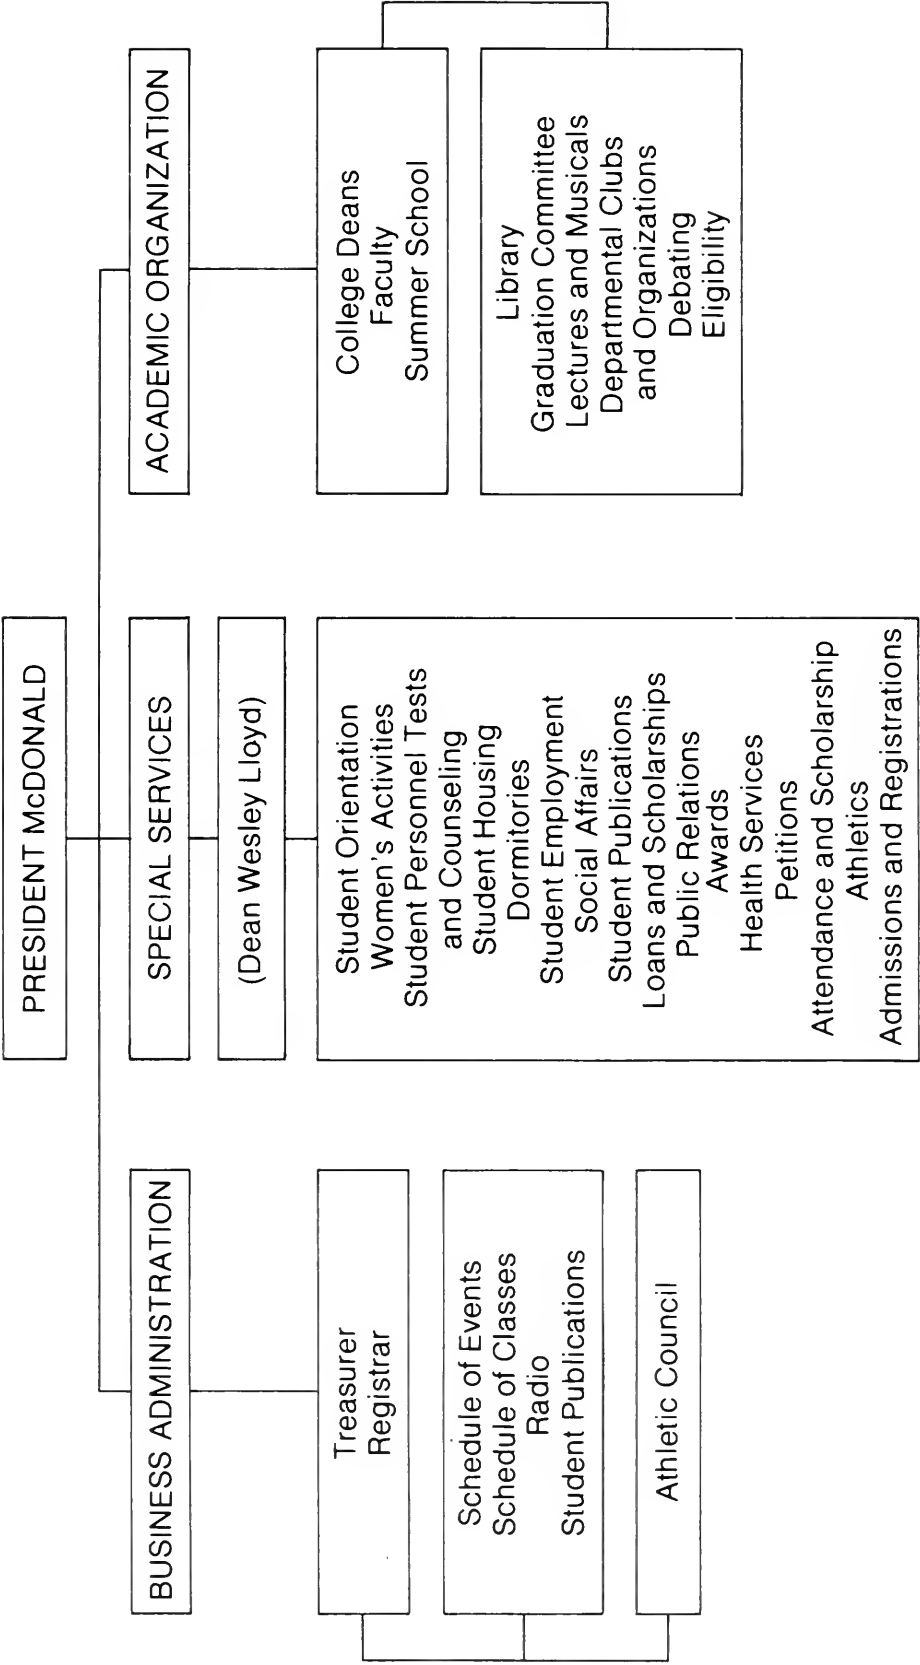 PRESIDENT McDONALD
BUSINESS ADMINISTRATION
Treasurer
Registrar
Schedule of Events
Schedule of Classes
Radio
Student Publications
Athletic Council
SPECIAL SERVICES
(Dean Wesley Lloyd)
Student Orientation
Women's Activities
Student Personnel Tests
and Counseling
Student Housing
Dormitories
Student Employment
Social Affairs
Student Publications
Loans and Scholarships
Public Relations
Awards
Health Services
Petitions
Attendance and Scholarship
Athletics
Admissions and Registrations
ACADEMIC ORGANIZATION
College Deans
Faculty
Summer School
Library
Graduation Committee
Lectures and Musicals
Departmental Clubs
and Organizations
Debating
Eligibility